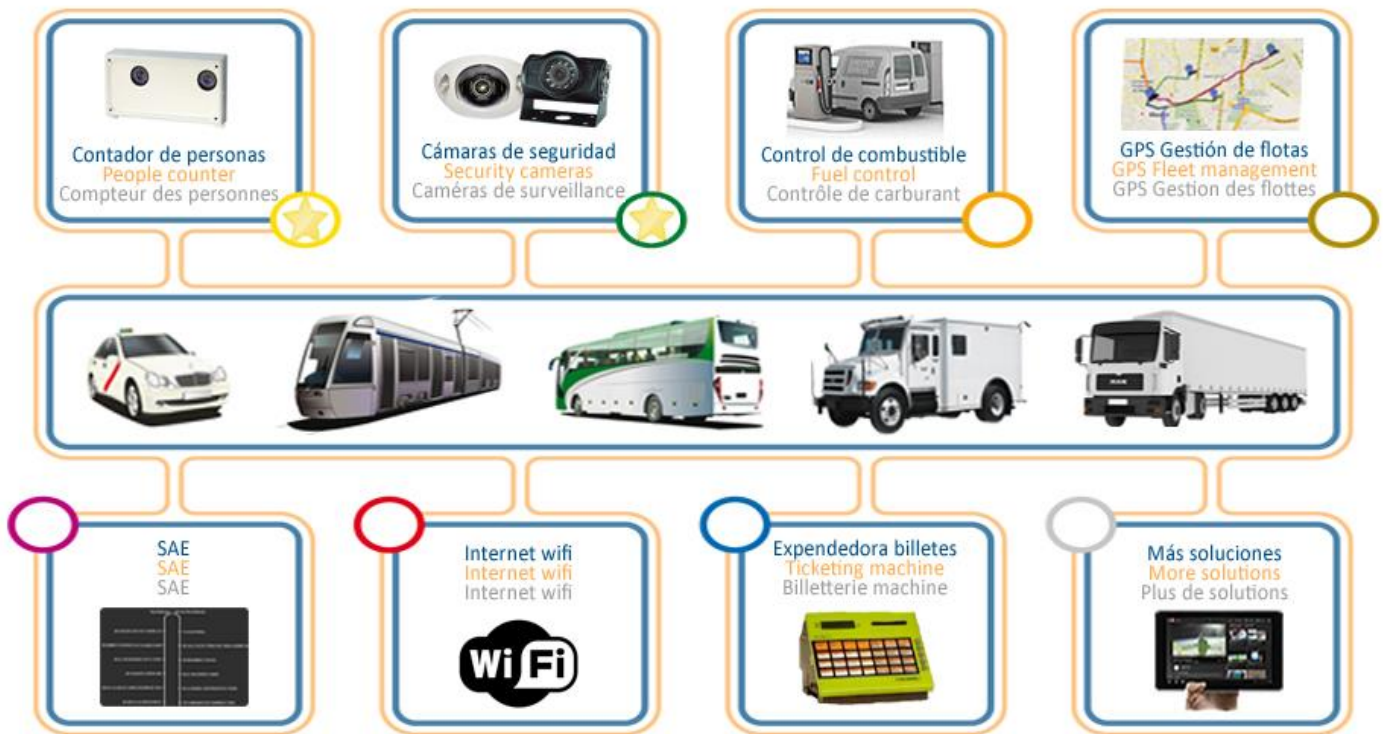 Contador de personas
People counter
Compteur des personnes
Cámaras de seguridad
Security cameras
Caméras de surveillance
Control de combustible
Fuel control
Contrôle de carburant
GPS Gestión de flotas
GPS Fleet management
GPS Gestion des flottes
SAE
SAE
SAE
Internet wifi
Internet wifi
Internet wifi
Wi Fi
Expendedora billetes
Ticketing machine
Billetterie machine
Más soluciones
More solutions
Plus de solutions